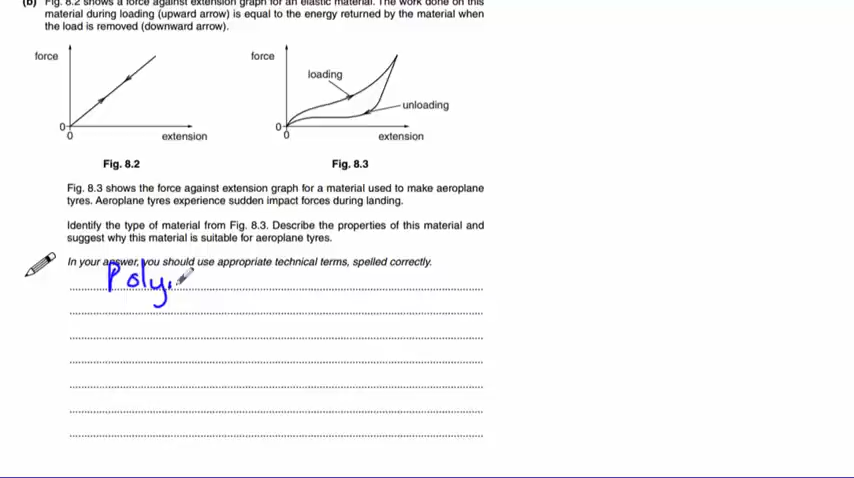 (b) Fig. 8.2 shows a force against extension graph for an elastic material. The work done on this
material during loading (upward arrow) is equal to the energy returned by the material when
the load is removed (downward arrow).
force
0
0
extension
Fig. 8.2
force
loading
unloading
0
0
extension
Fig. 8.3
Fig. 8.3 shows the force against extension graph for a material used to make aeroplane
tyres. Aeroplane tyres experience sudden impact forces during landing.
Identify the type of material from Fig. 8.3. Describe the properties of this material and
suggest why this material is suitable for aeroplane tyres.
In your answer, you should use appropriate technical terms, spelled correctly.
Poly